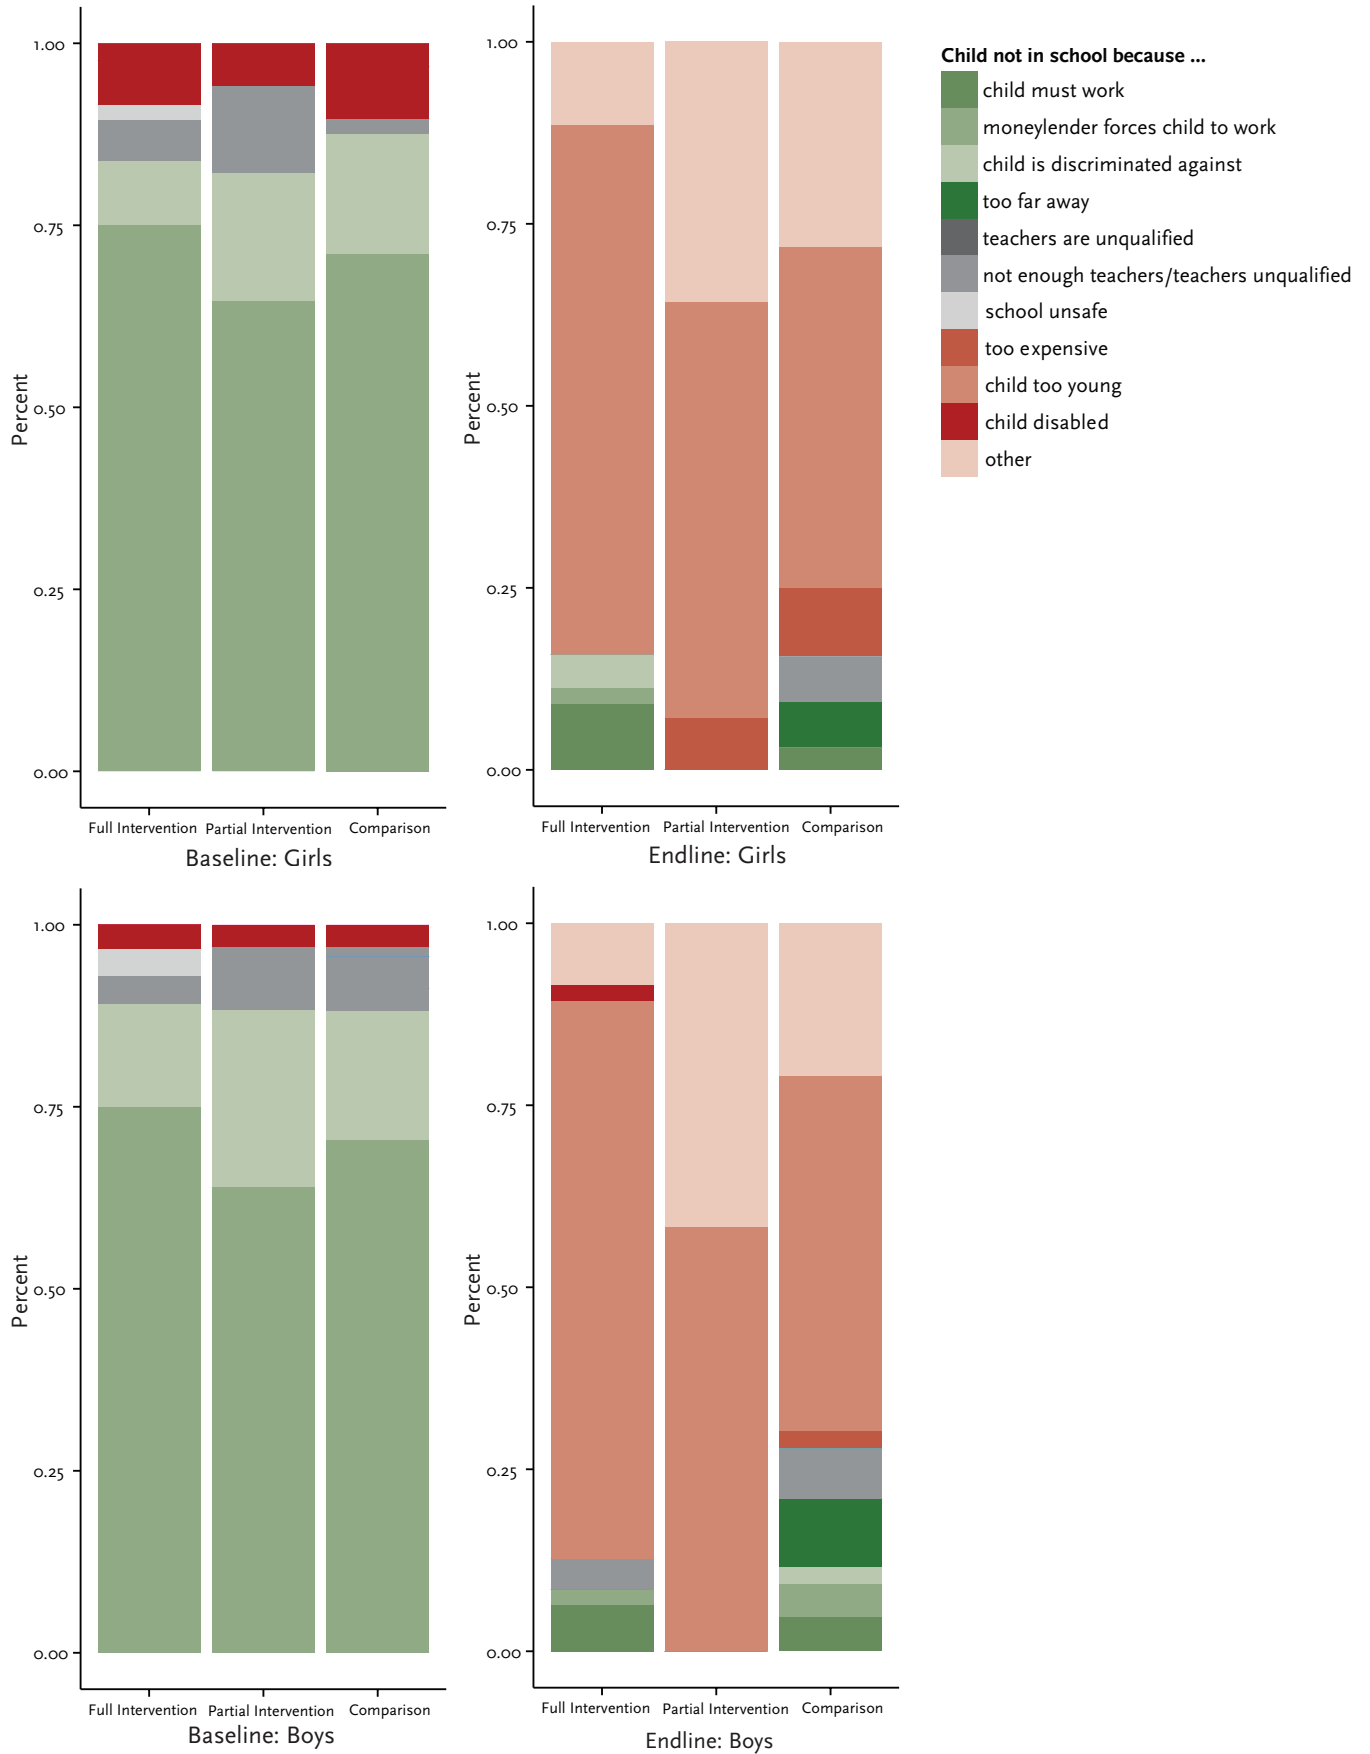 1.00
0.75
0.50
0.25
0.00
Percent
Full Intervention
Partial Intervention
Comparison
Baseline: Girls
1.00
0.75
0.50
0.25
0.00
Percent
Full Intervention
Partial Intervention
Comparison
Endline: Girls
Child not in school because ...
child must work
moneylender forces child to work
child is discriminated against
too far away
teachers are unqualified
not enough teachers/teachers unqualified
school unsafe
too expensive
child too young
child disabled
other
1.00
0.75
0.50
0.25
0.00
Percent
Full Intervention
Partial Intervention
Comparison
Baseline: Boys
1.00
0.75
0.50
0.25
0.00
Percent
Full Intervention
Partial Intervention
Comparison
Endline: Boys